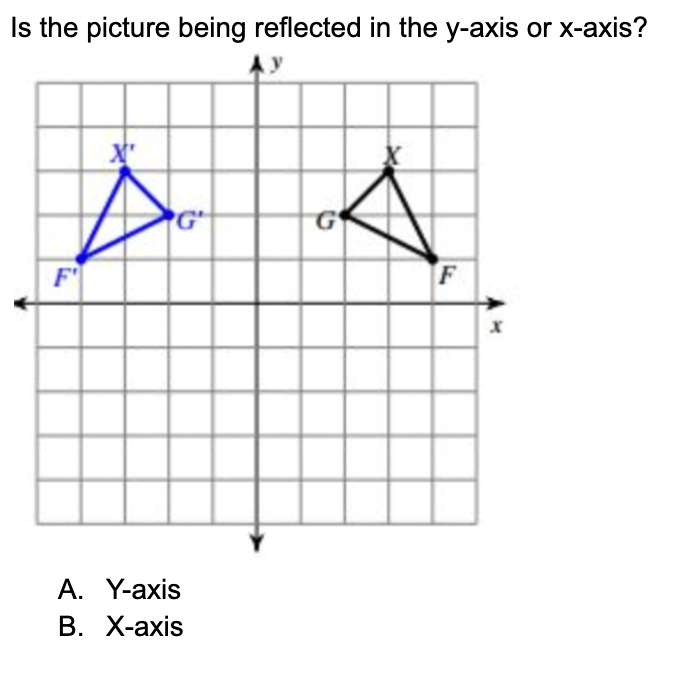 Is the picture being reflected in the y-axis or x-axis?
y
X' X
G' G
F' F
x
A. Y-axis
B. X-axis